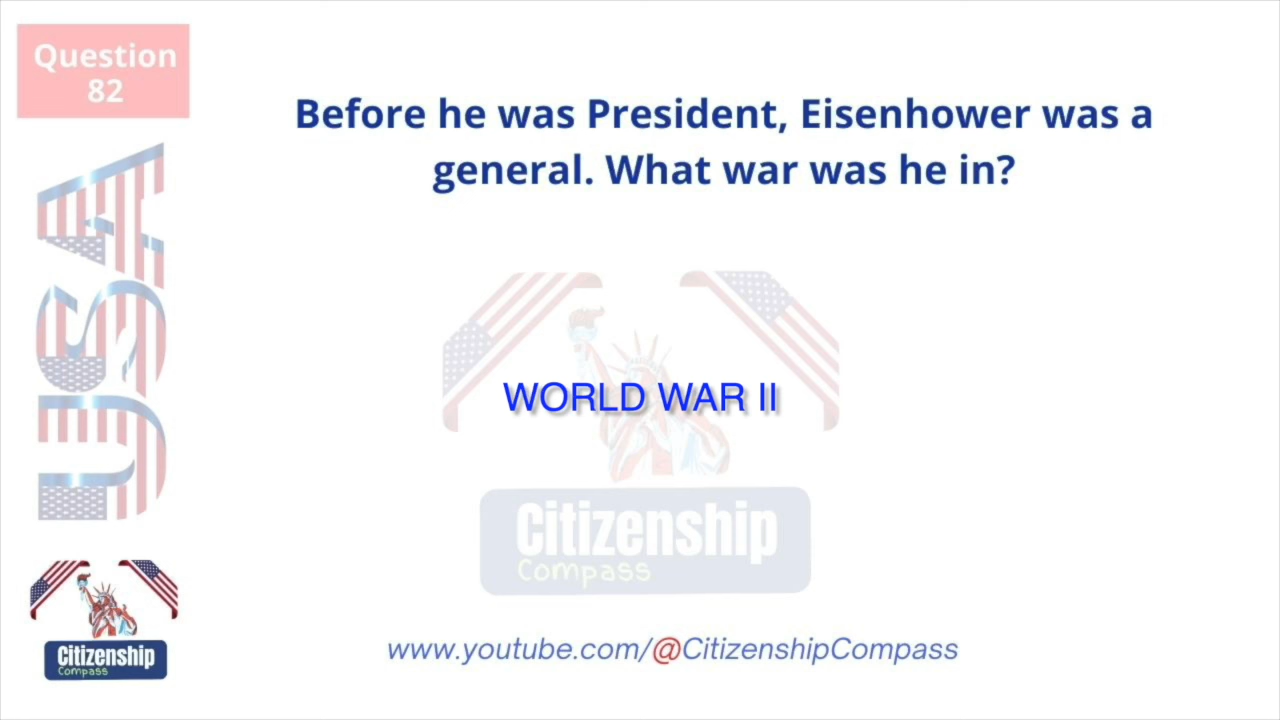 Question
82
Before he was President, Eisenhower was a
general. What war was he in?
USA
WORLD WAR II
Citizenship
Compass
Citizenship
Compass
www.youtube.com/@CitizenshipCompass